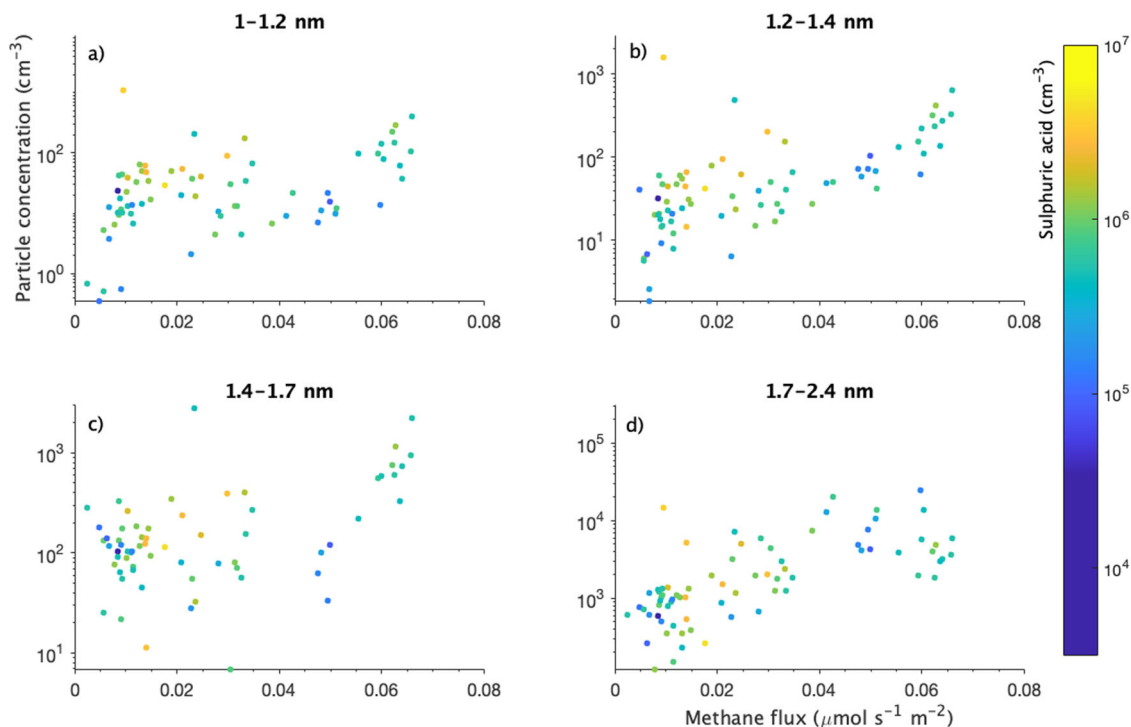 1−1.2 nm
1.2−1.4 nm
a)
b)
Particle concentration (cm⁻³)
10²
10⁰
10³
10²
10¹
0 0.02 0.04 0.06 0.08
0 0.02 0.04 0.06 0.08
Sulphuric acid (cm⁻³)
10⁷
10⁶
10⁵
10⁴
1.4−1.7 nm
1.7−2.4 nm
c)
d)
10³
10²
10¹
10⁵
10⁴
10³
0 0.02 0.04 0.06 0.08
0 0.02 0.04 0.06 0.08
Methane flux (μmol s⁻¹ m⁻²)